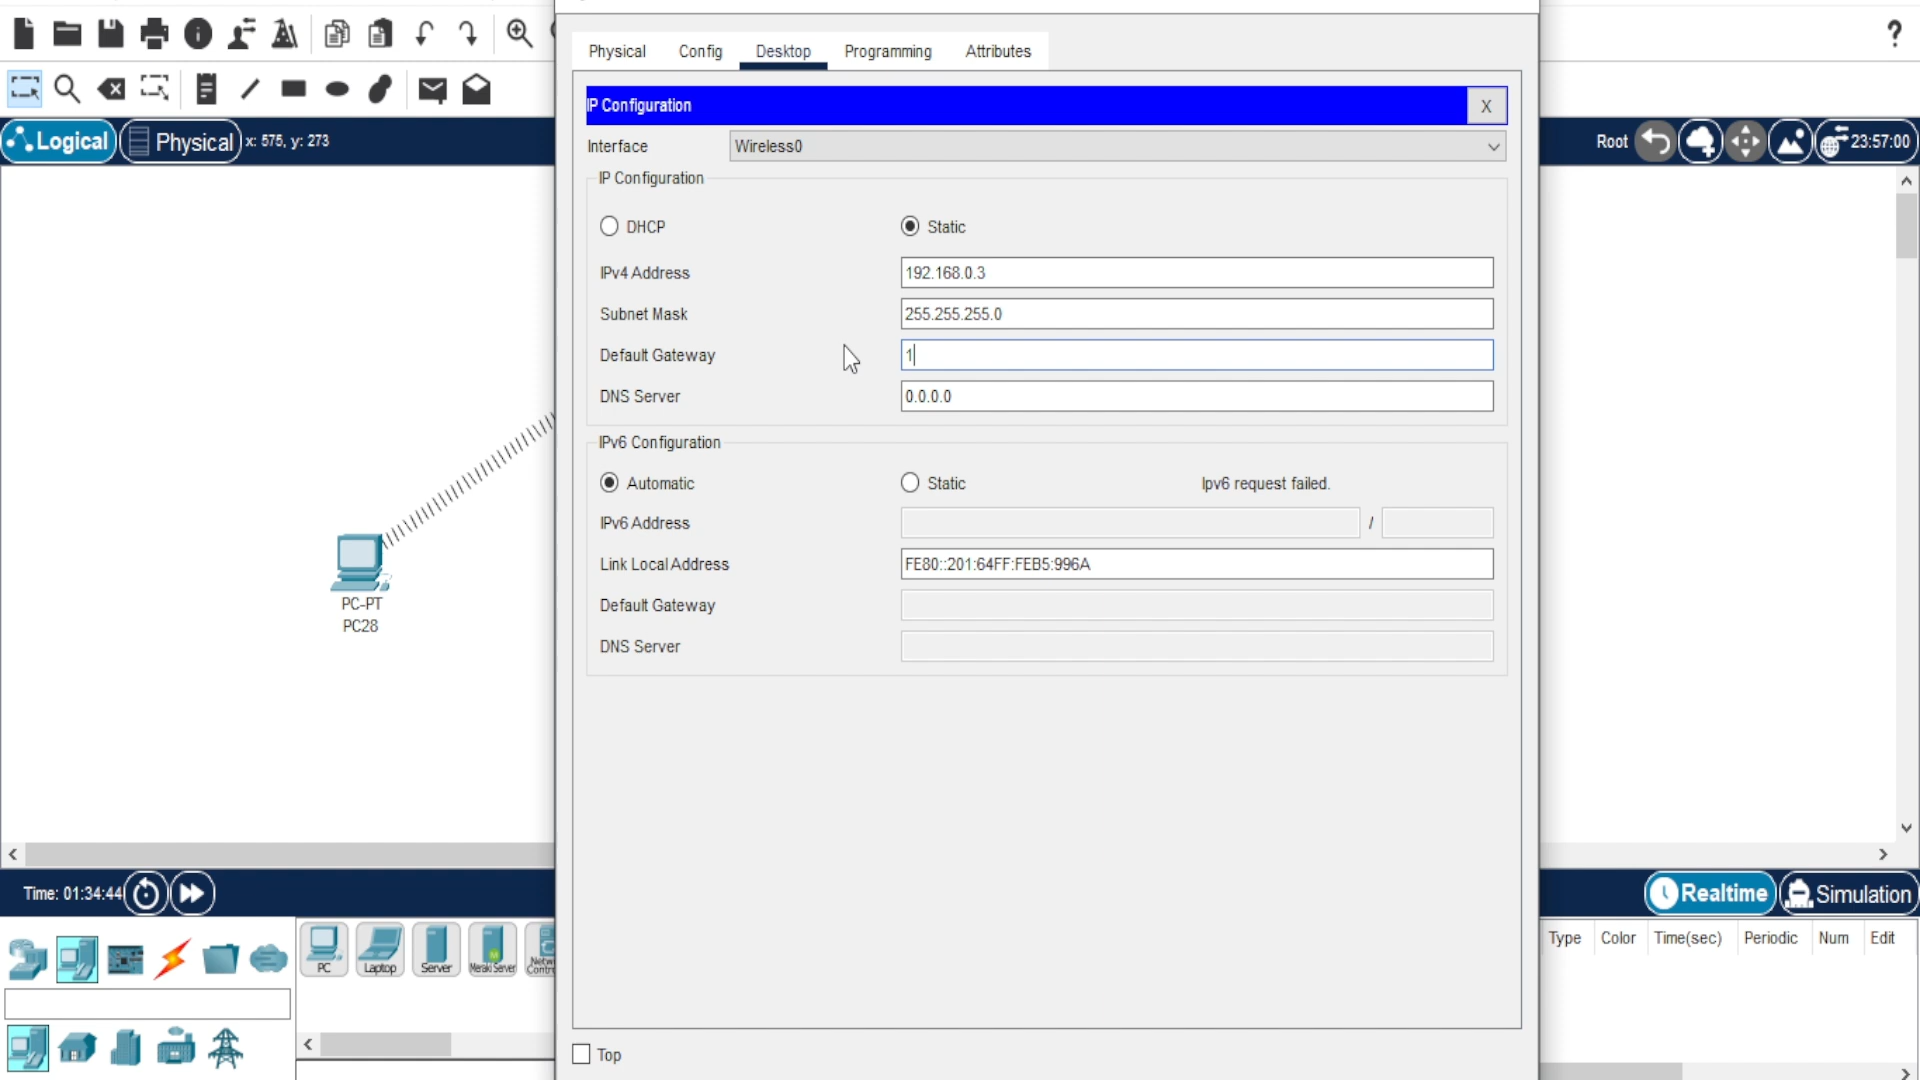 Physical
Config
Desktop
Programming
Attributes
?
Logical
Physical
x: 575, y: 273
IP Configuration
X
Root
23:57:00
Interface
Wireless0
IP Configuration
DHCP
Static
IPv4 Address
192.168.0.3
Subnet Mask
255.255.255.0
Default Gateway
1
DNS Server
0.0.0.0
IPv6 Configuration
Automatic
Static
Ipv6 request failed.
IPv6 Address
/
Link Local Address
FE80::201:64FF:FEB5:996A
Default Gateway
DNS Server
PC-PT
PC28
Time: 01:34:44
Realtime
Simulation
PC
Laptop
Server
Meraki Server
Type
Color
Time(sec)
Periodic
Num
Edit
Top